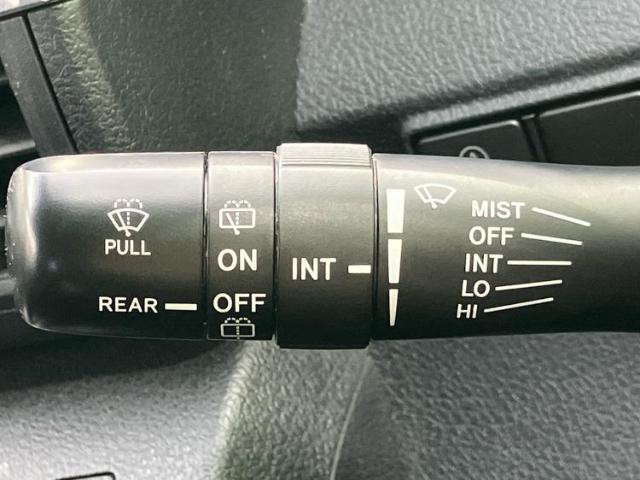 PULL
REAR
ON
OFF
INT
MIST
OFF
INT
LO
HI